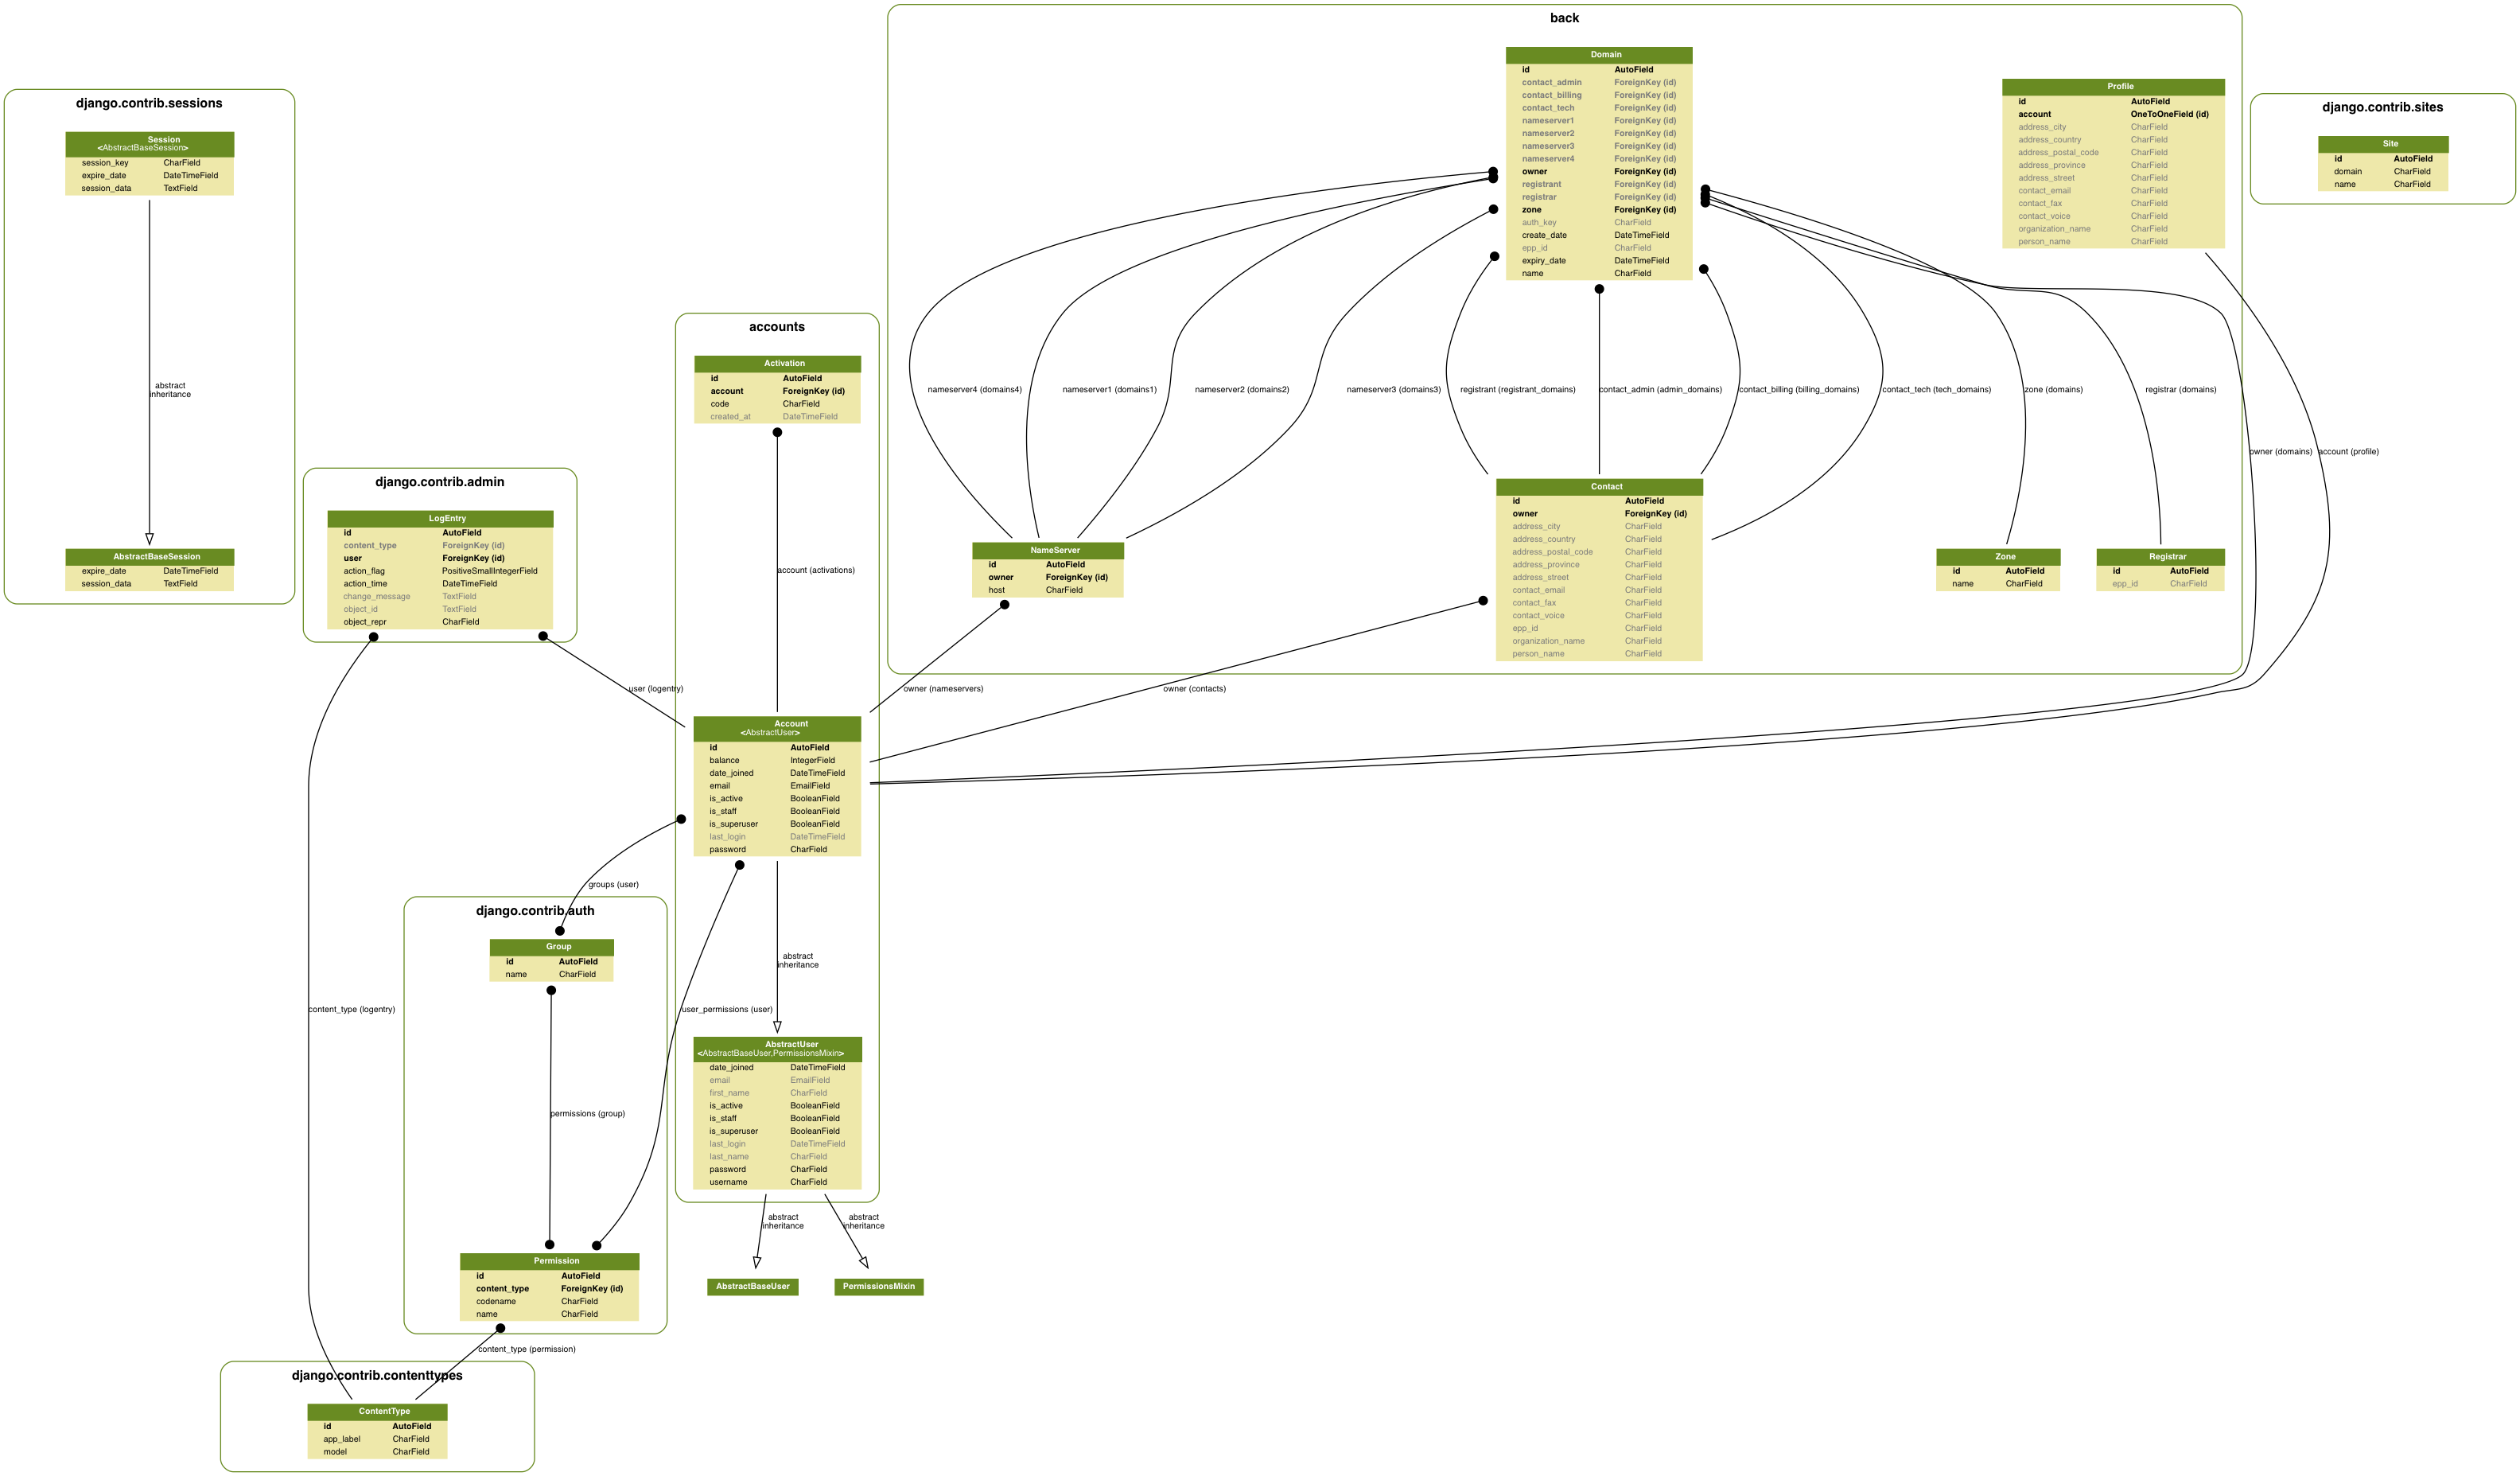 back
Domain
id AutoField
contact_admin ForeignKey (id)
contact_billing ForeignKey (id)
contact_tech ForeignKey (id)
nameserver1 ForeignKey (id)
nameserver2 ForeignKey (id)
nameserver3 ForeignKey (id)
nameserver4 ForeignKey (id)
owner ForeignKey (id)
registrant ForeignKey (id)
registrar ForeignKey (id)
zone ForeignKey (id)
auth_key CharField
create_date DateTimeField
epp_id CharField
expiry_date DateTimeField
name CharField
Profile
id AutoField
account OneToOneField (id)
address_city CharField
address_country CharField
address_postal_code CharField
address_province CharField
address_street CharField
contact_email CharField
contact_fax CharField
contact_voice CharField
organization_name CharField
person_name CharField
django.contrib.sites
Site
id AutoField
domain CharField
name CharField
django.contrib.sessions
Session
<AbstractBaseSession>
session_key CharField
expire_date DateTimeField
session_data TextField
abstract
inheritance
AbstractBaseSession
expire_date DateTimeField
session_data TextField
accounts
Activation
id AutoField
account ForeignKey (id)
code CharField
created_at DateTimeField
nameserver4 (domains4)
nameserver1 (domains1)
nameserver2 (domains2)
nameserver3 (domains3)
registrant (registrant_domains)
contact_admin (admin_domains)
contact_billing (billing_domains)
contact_tech (tech_domains)
zone (domains)
registrar (domains)
owner (domains)
account (profile)
django.contrib.admin
LogEntry
id AutoField
content_type ForeignKey (id)
user ForeignKey (id)
action_flag PositiveSmallIntegerField
action_time DateTimeField
change_message TextField
object_id TextField
object_repr CharField
account (activations)
NameServer
id AutoField
owner ForeignKey (id)
host CharField
Contact
id AutoField
owner ForeignKey (id)
address_city CharField
address_country CharField
address_postal_code CharField
address_province CharField
address_street CharField
contact_email CharField
contact_fax CharField
contact_voice CharField
epp_id CharField
organization_name CharField
person_name CharField
Zone
id AutoField
name CharField
Registrar
id AutoField
epp_id CharField
user (logentry)
owner (nameservers)
owner (contacts)
Account
<AbstractUser>
id AutoField
balance IntegerField
date_joined DateTimeField
email EmailField
is_active BooleanField
is_staff BooleanField
is_superuser BooleanField
last_login DateTimeField
password CharField
groups (user)
django.contrib.auth
Group
id AutoField
name CharField
abstract
inheritance
content_type (logentry)
user_permissions (user)
permissions (group)
AbstractUser
<AbstractBaseUser,PermissionsMixin>
date_joined DateTimeField
email EmailField
first_name CharField
is_active BooleanField
is_staff BooleanField
is_superuser BooleanField
last_login DateTimeField
last_name CharField
password CharField
username CharField
abstract
inheritance
abstract
inheritance
AbstractBaseUser
PermissionsMixin
Permission
id AutoField
content_type ForeignKey (id)
codename CharField
name CharField
content_type (permission)
django.contrib.contenttypes
ContentType
id AutoField
app_label CharField
model CharField